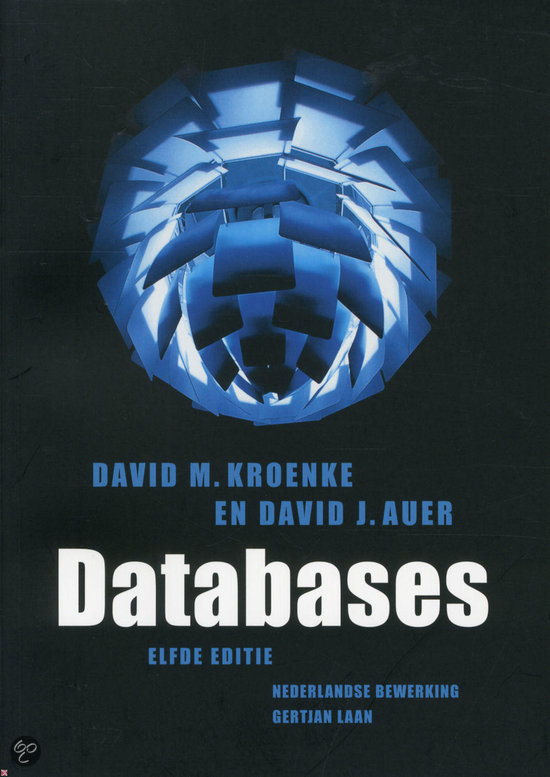 DAVID M. KROENKE
EN DAVID J. AUER
Databases
ELFDE EDITIE
NEDERLANDSE BEWERKING
GERTJAN LAAN